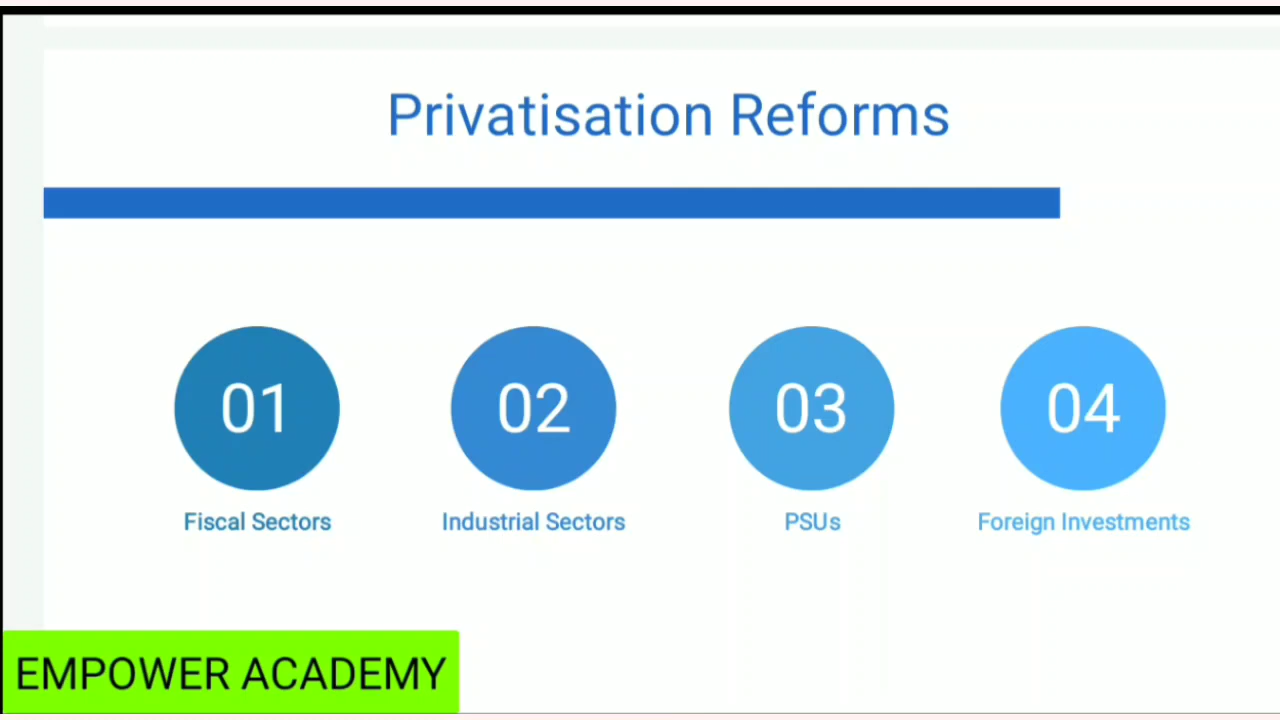 Privatisation Reforms
01
02
03
04
Fiscal Sectors
Industrial Sectors
PSUs
Foreign Investments
EMPOWER ACADEMY